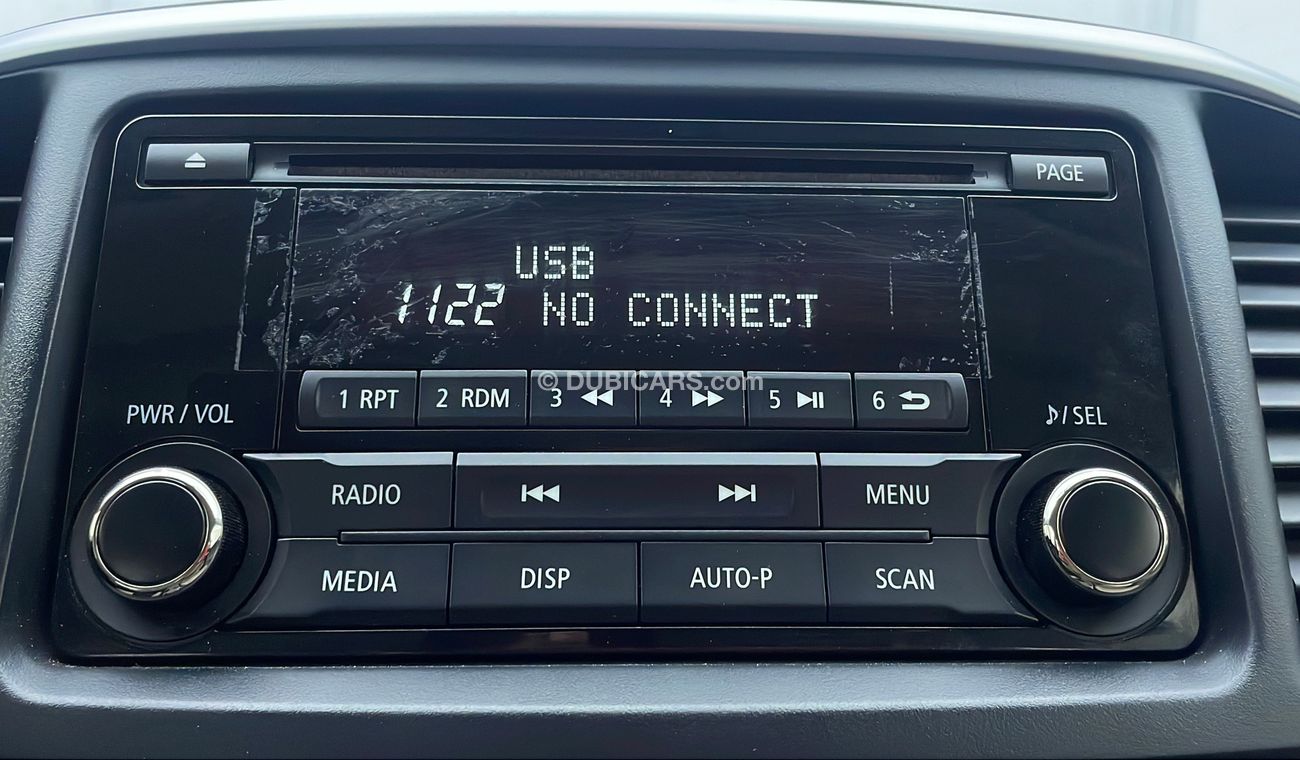 PAGE
USB
1122 NO CONNECT
© DUBICARS.com
1 RPT 2 RDM 3 4 5 6
PWR / VOL
/ SEL
RADIO MENU
MEDIA DISP AUTO-P SCAN